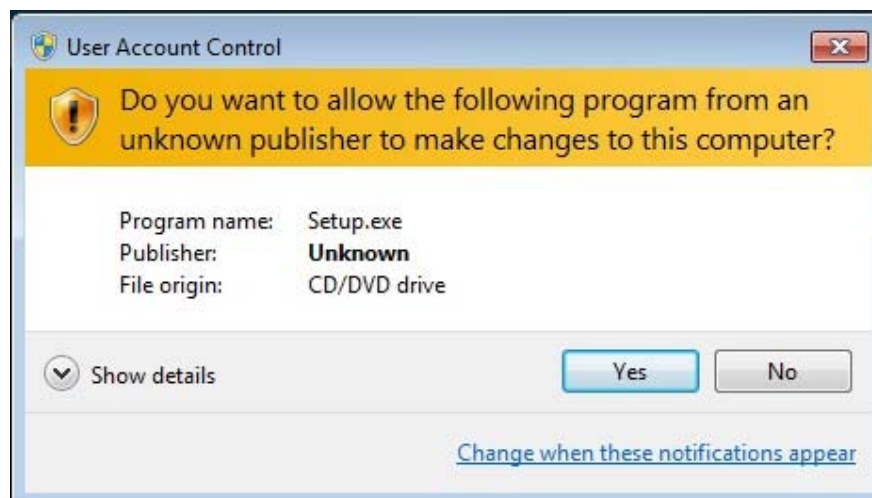 User Account Control
Do you want to allow the following program from an
unknown publisher to make changes to this computer?
Program name: Setup.exe
Publisher: Unknown
File origin: CD/DVD drive
Show details
Yes No
Change when these notifications appear